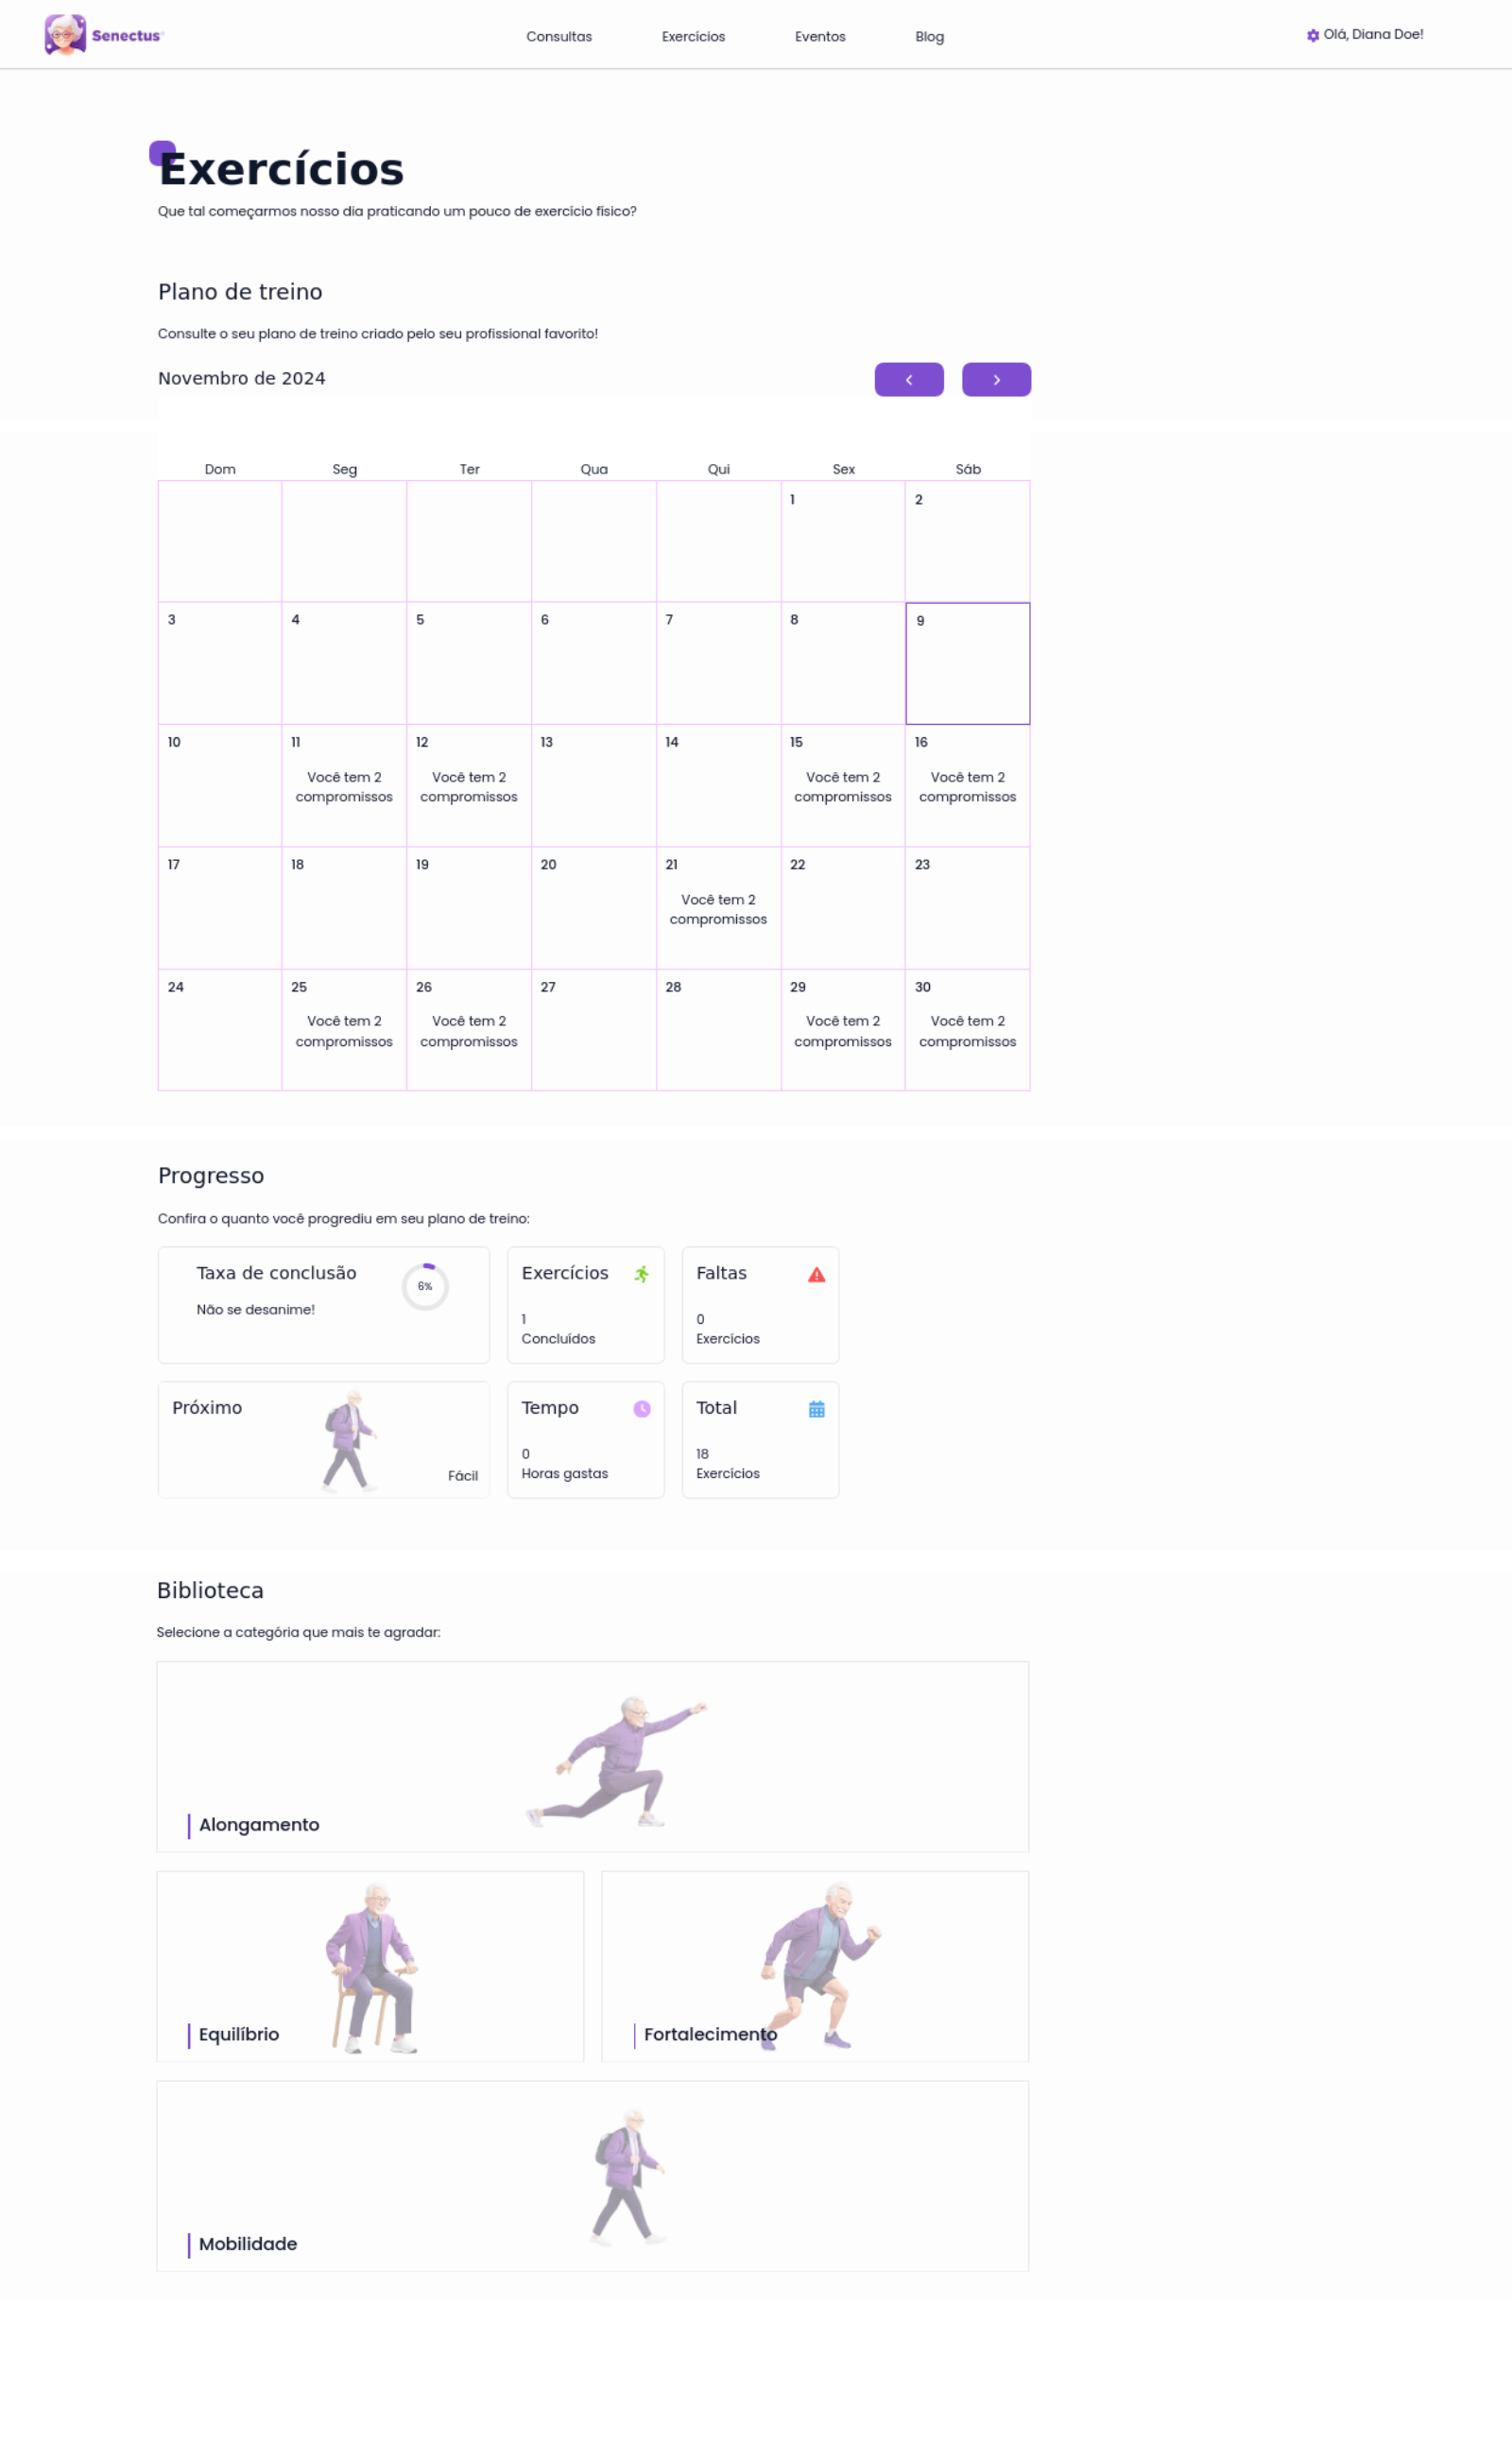 Senectus
Consultas Exercícios Eventos Blog
Olá, Diana Doe!
Exercícios
Que tal começarmos nosso dia praticando um pouco de exercício físico?
Plano de treino
Consulte o seu plano de treino criado pelo seu profissional favorito!
Novembro de 2024
Dom Seg Ter Qua Qui Sex Sáb
1 2
3 4 5 6 7 8 9
10 11 12 13 14 15 16
Você tem 2 Você tem 2 Você tem 2 Você tem 2
compromissos compromissos compromissos compromissos
17 18 19 20 21 22 23
Você tem 2
compromissos
24 25 26 27 28 29 30
Você tem 2 Você tem 2 Você tem 2 Você tem 2
compromissos compromissos compromissos compromissos
Progresso
Confira o quanto você progrediu em seu plano de treino:
Taxa de conclusão
Não se desanime!
6%
Exercícios
1
Concluídos
Faltas
0
Exercícios
Próximo
Fácil
Tempo
0
Horas gastas
Total
18
Exercícios
Biblioteca
Selecione a categória que mais te agradar:
Alongamento
Equilíbrio
Fortalecimento
Mobilidade